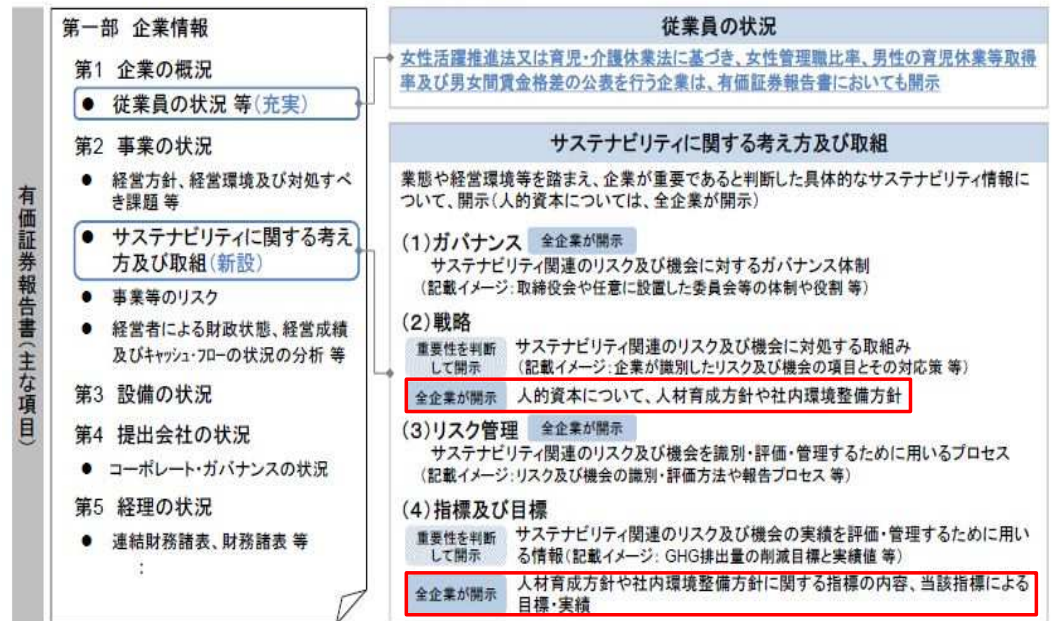 有価証券報告書(主な項目)
第一部 企業情報
第1 企業の概況
● 従業員の状況 等(充実)
第2 事業の状況
● 経営方針、経営環境及び対処すべ
き課題 等
● サステナビリティに関する考え
方及び取組(新設)
● 事業等のリスク
● 経営者による財政状態、経営成績
及びキャッシュ・フローの状況の分析 等
第3 設備の状況
第4 提出会社の状況
● コーポレート・ガバナンスの状況
第5 経理の状況
● 連結財務諸表、財務諸表 等
:
従業員の状況
女性活躍推進法又は育児・介護休業法に基づき、女性管理職比率、男性の育児休業等取得
率及び男女間賃金格差の公表を行う企業は、有価証券報告書においても開示
サステナビリティに関する考え方及び取組
業態や経営環境等を踏まえ、企業が重要であると判断した具体的なサステナビリティ情報に
ついて、開示(人的資本については、全企業が開示)
(1)ガバナンス 全企業が開示
サステナビリティ関連のリスク及び機会に対するガバナンス体制
(記載イメージ:取締役会や任意に設置した委員会等の体制や役割 等)
(2)戦略
重要性を判断
して開示
サステナビリティ関連のリスク及び機会に対処する取組み
(記載イメージ:企業が識別したリスク及び機会の項目とその対応策 等)
全企業が開示 人的資本について、人材育成方針や社内環境整備方針
(3)リスク管理 全企業が開示
サステナビリティ関連のリスク及び機会を識別・評価・管理するために用いるプロセス
(記載イメージ:リスク及び機会の識別・評価方法や報告プロセス 等)
(4)指標及び目標
重要性を判断
して開示
サステナビリティ関連のリスク及び機会の実績を評価・管理するために用い
る情報(記載イメージ: GHG排出量の削減目標と実績値 等)
全企業が開示
人材育成方針や社内環境整備方針に関する指標の内容、当該指標による
目標・実績